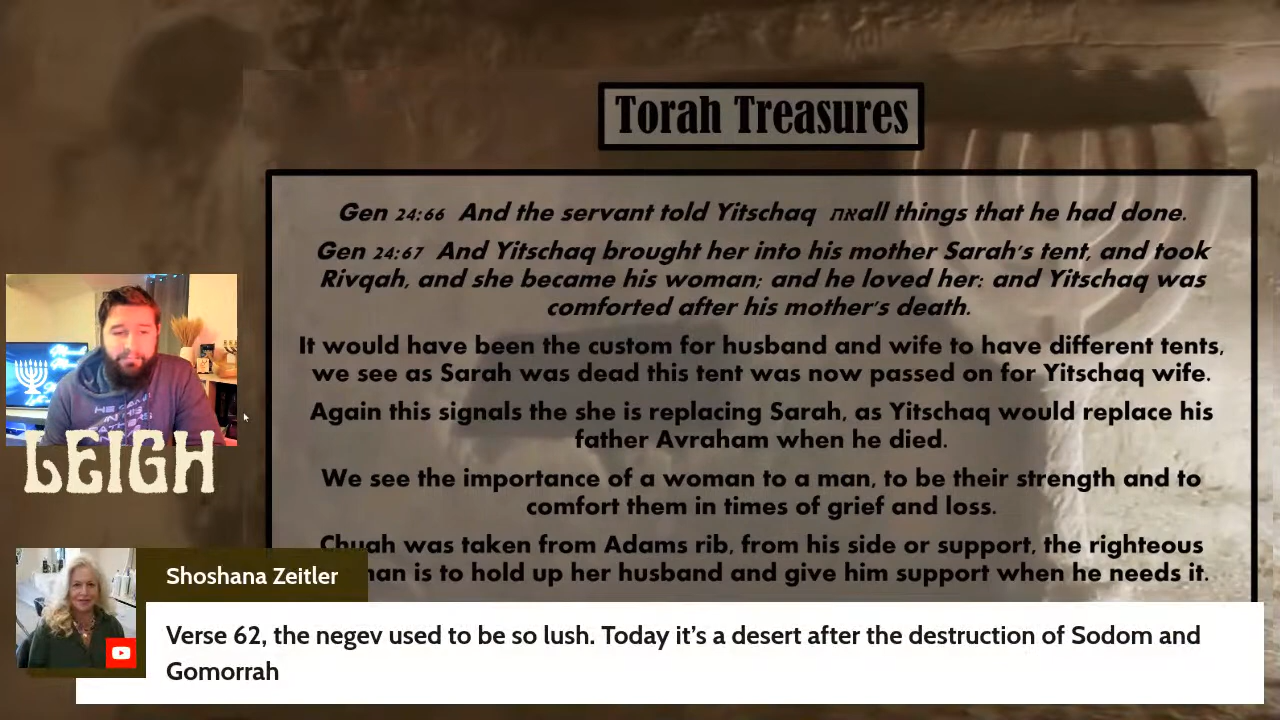 Torah Treasures
Gen 24:66 And the servant told Yitschaq אתall things that he had done.
Gen 24:67 And Yitschaq brought her into his mother Sarah's tent, and took
Rivqah, and she became his woman; and he loved her: and Yitschaq was
comforted after his mother's death.
It would have been the custom for husband and wife to have different tents,
we see as Sarah was dead this tent was now passed on for Yitschaq wife.
Again this signals the she is replacing Sarah, as Yitschaq would replace his
father Avraham when he died.
We see the importance of a woman to a man, to be their strength and to
comfort them in times of grief and loss.
Chuah was taken from Adams rib, from his side or support, the righteous
man is to hold up her husband and give him support when he needs it.
LEIGH
Shoshana Zeitler
Verse 62, the negev used to be so lush. Today it's a desert after the destruction of Sodom and
Gomorrah